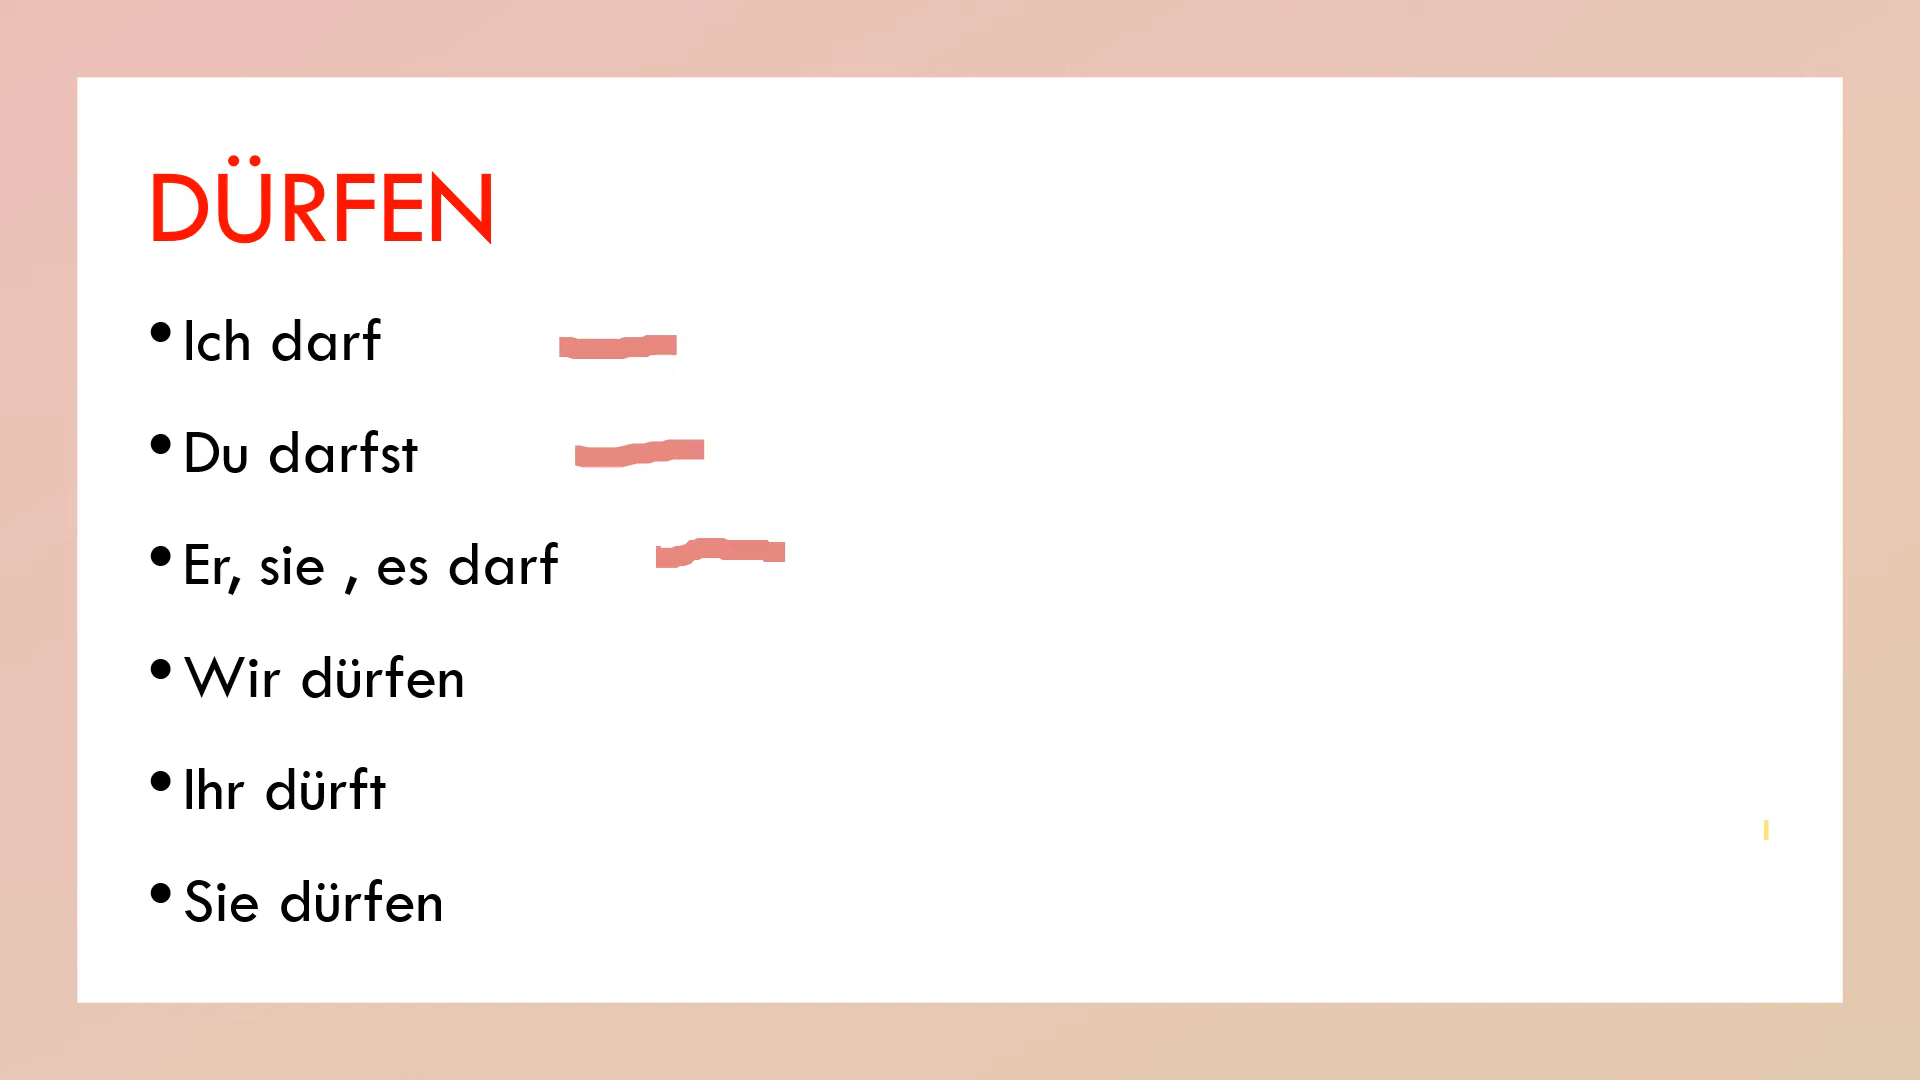 DÜRFEN
• Ich darf
• Du darfst
• Er, sie , es darf
• Wir dürfen
• Ihr dürft
• Sie dürfen